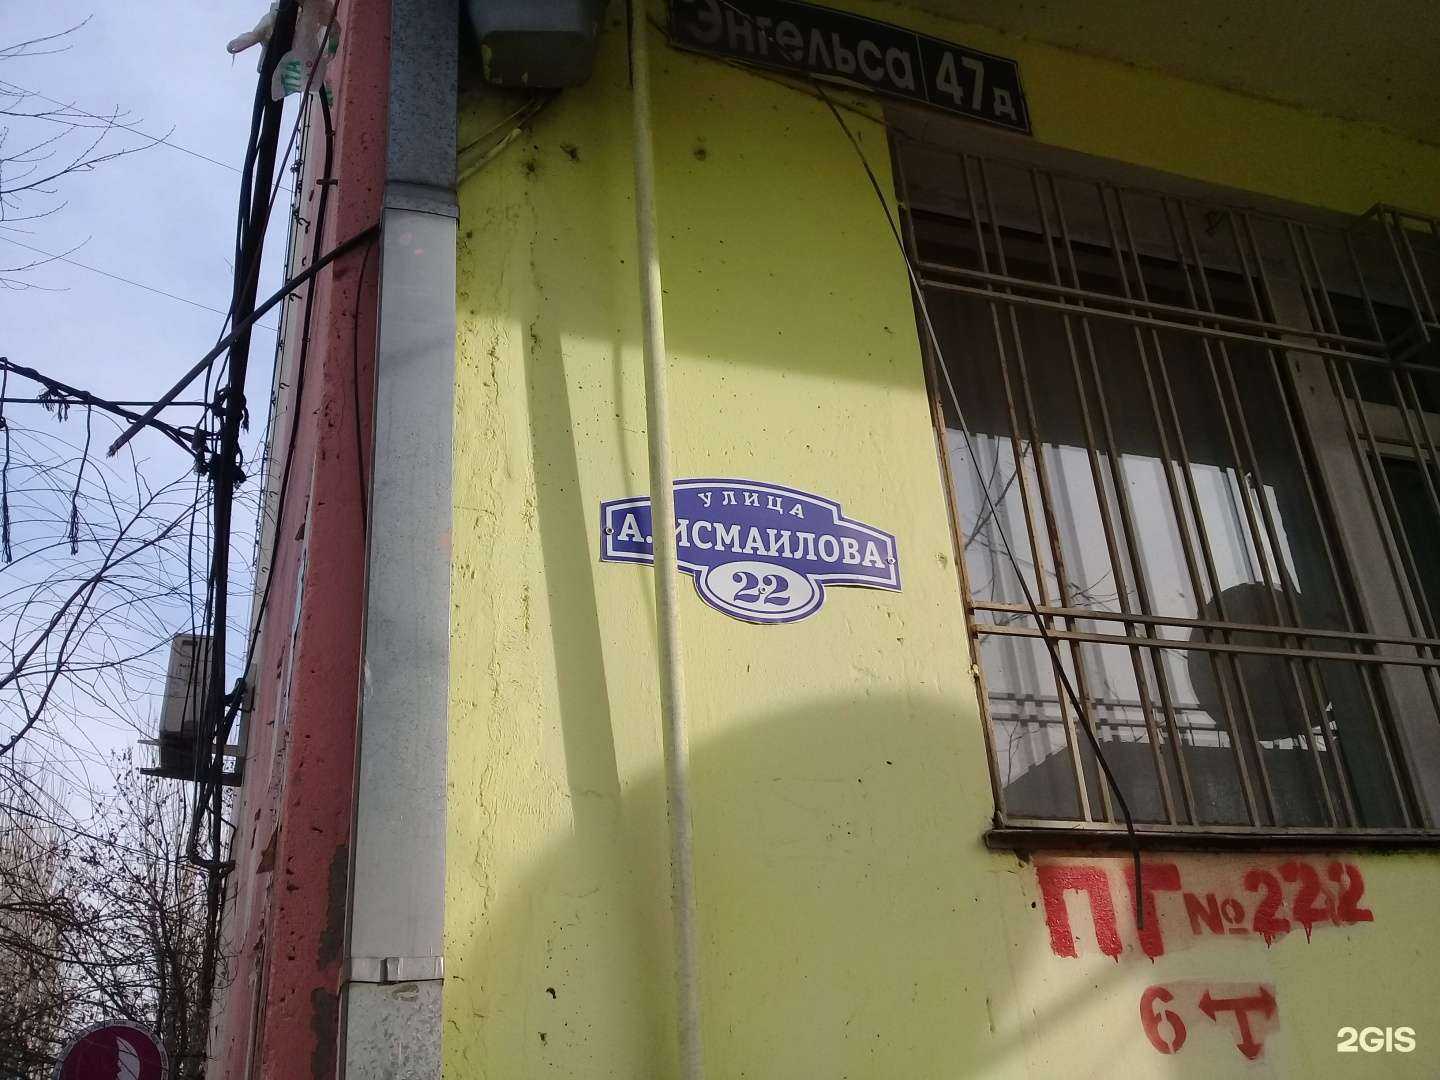 Энгельса 47д
УЛИЦА
А. ИСМАИЛОВА
22
ПГ №222
6 Т
2GIS